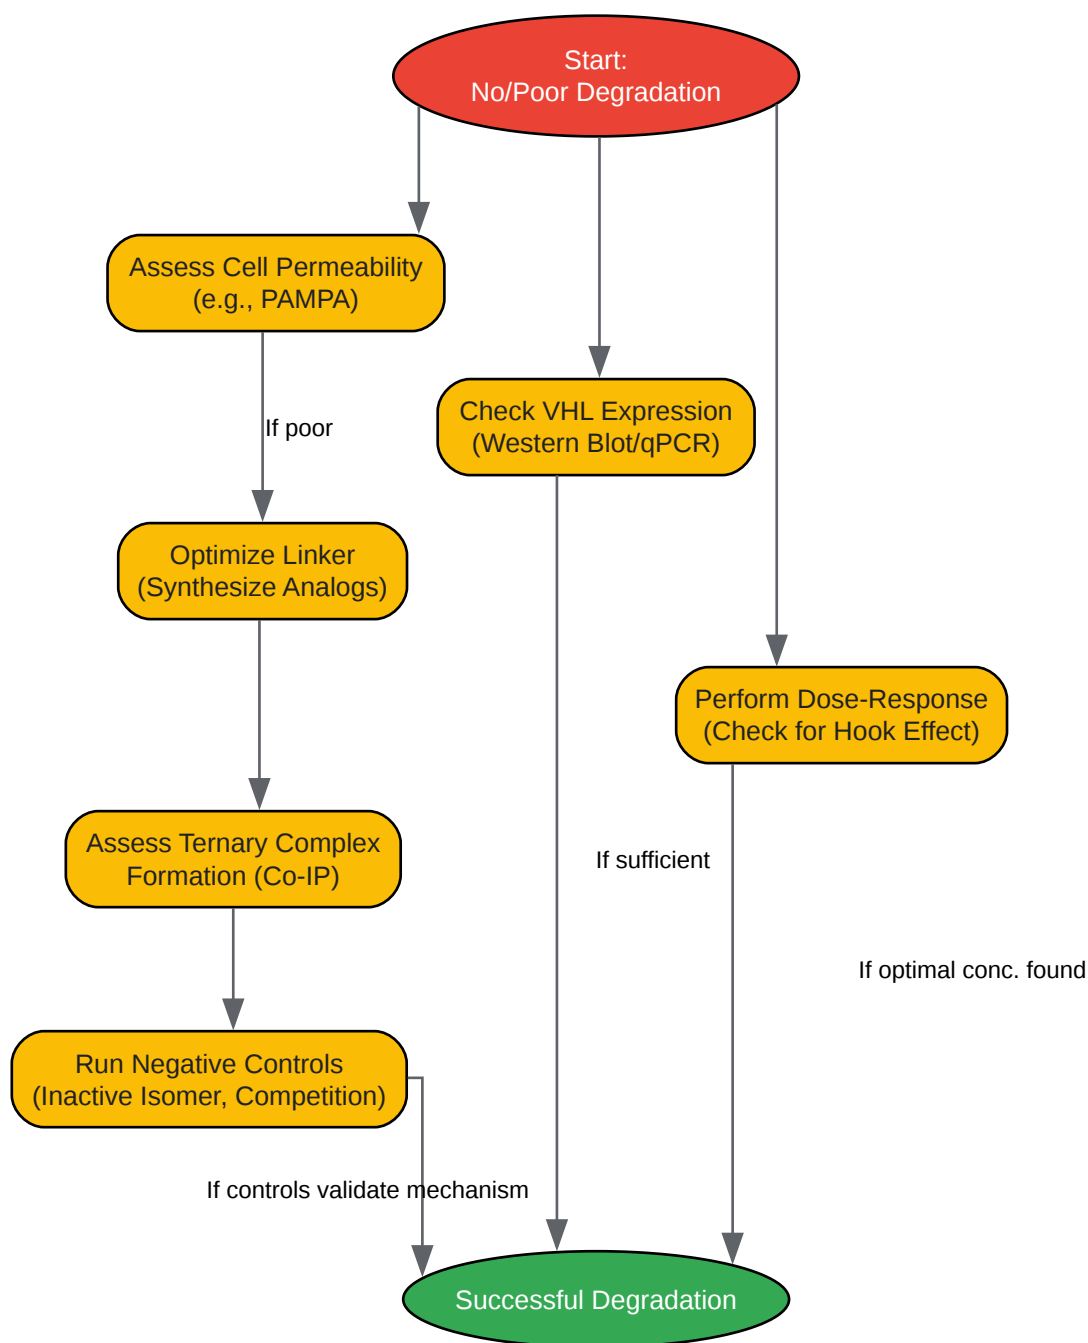 Start:
No/Poor Degradation
Assess Cell Permeability
(e.g., PAMPA)
Check VHL Expression
(Western Blot/qPCR)
If poor
Optimize Linker
(Synthesize Analogs)
Perform Dose-Response
(Check for Hook Effect)
Assess Ternary Complex
Formation (Co-IP)
If sufficient
If optimal conc. found
Run Negative Controls
(Inactive Isomer, Competition)
If controls validate mechanism
Successful Degradation